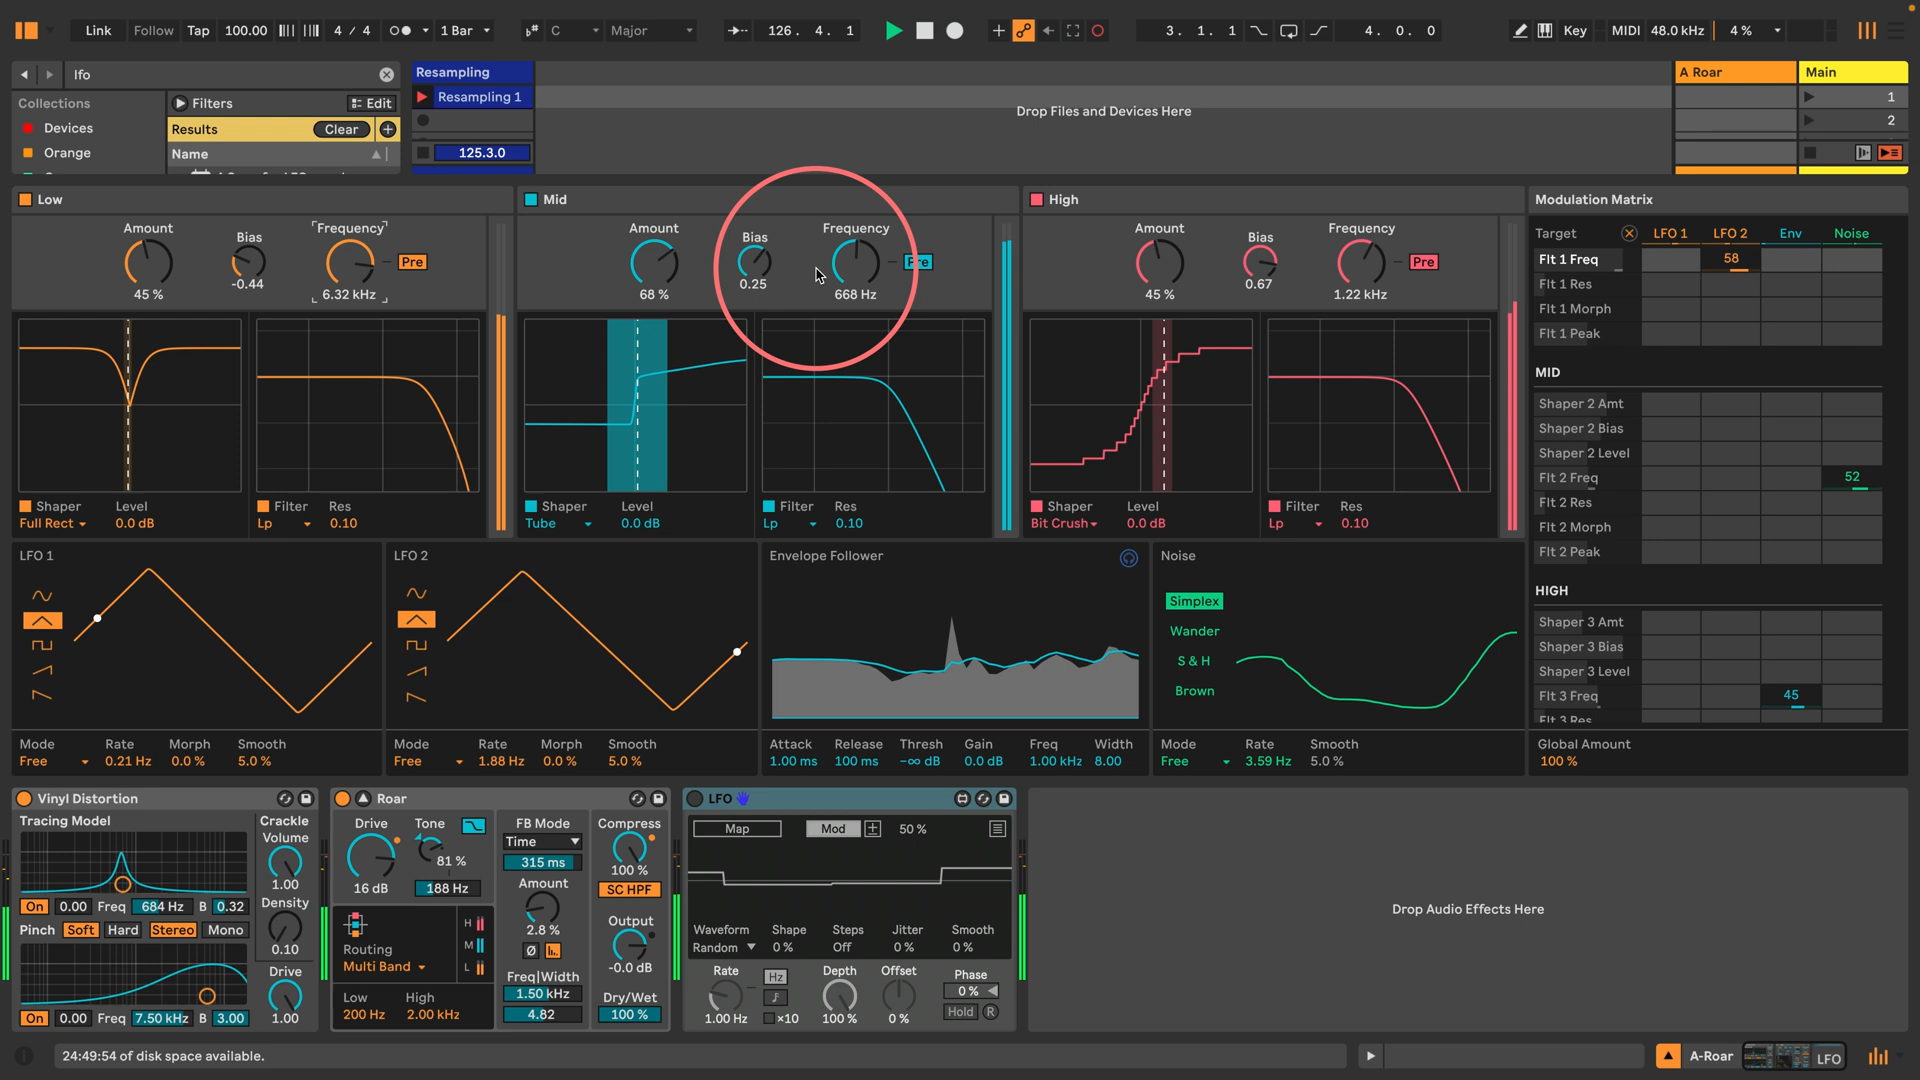 Link Follow Tap 100.00 4 / 4 1 Bar C Major 126. 4. 1 3. 1. 1 4. 0. 0 Key MIDI 48.0 kHz 4 %
lfo
Collections
Devices
Orange
Filters Edit
Results Clear
Name
Resampling
Resampling 1
125.3.0
Drop Files and Devices Here
A Roar Main
1
2
Low
Amount Bias Frequency
45 % -0.44 6.32 kHz
Pre
Shaper Level Filter Res
Full Rect 0.0 dB Lp 0.10
Mid
Amount Bias Frequency
68 % 0.25 668 Hz
Pre
Shaper Level Filter Res
Tube 0.0 dB Lp 0.10
High
Amount Bias Frequency
45 % 0.67 1.22 kHz
Pre
Shaper Level Filter Res
Bit Crush 0.0 dB Lp 0.10
Modulation Matrix
Target LFO 1 LFO 2 Env Noise
Flt 1 Freq 58
Flt 1 Res
Flt 1 Morph
Flt 1 Peak
MID
Shaper 2 Amt
Shaper 2 Bias
Shaper 2 Level
Flt 2 Freq 52
Flt 2 Res
Flt 2 Morph
Flt 2 Peak
HIGH
Shaper 3 Amt
Shaper 3 Bias
Shaper 3 Level
Flt 3 Freq 45
Flt 3 Res
Global Amount
100 %
LFO 1
Mode Rate Morph Smooth
Free 0.21 Hz 0.0 % 5.0 %
LFO 2
Mode Rate Morph Smooth
Free 1.88 Hz 0.0 % 5.0 %
Envelope Follower
Attack Release Thresh Gain Freq Width
1.00 ms 100 ms -∞ dB 0.0 dB 1.00 kHz 8.00
Noise
Simplex
Wander
S & H
Brown
Mode Rate Smooth
Free 3.59 Hz 5.0 %
Vinyl Distortion
Tracing Model
On 0.00 Freq 684 Hz B 0.32
Pinch Soft Hard Stereo Mono
On 0.00 Freq 7.50 kHz B 3.00
Crackle
Volume
1.00
Density
0.10
Drive
1.00
Roar
Drive Tone
81 %
16 dB 188 Hz
Routing
Multi Band
H
M
L
Low High
200 Hz 2.00 kHz
FB Mode
Time
315 ms
Amount
2.8 %
Ø
Freq|Width
1.50 kHz
4.82
Compress
100 %
SC HPF
Output
-0.0 dB
Dry/Wet
100 %
LFO
Map Mod 50 %
Waveform Shape Steps Jitter Smooth
Random 0 % Off 0 % 0 %
Rate Hz Depth Offset Phase
0 %
1.00 Hz ×10 100 % 0 % Hold R
Drop Audio Effects Here
24:49:54 of disk space available.
A-Roar LFO